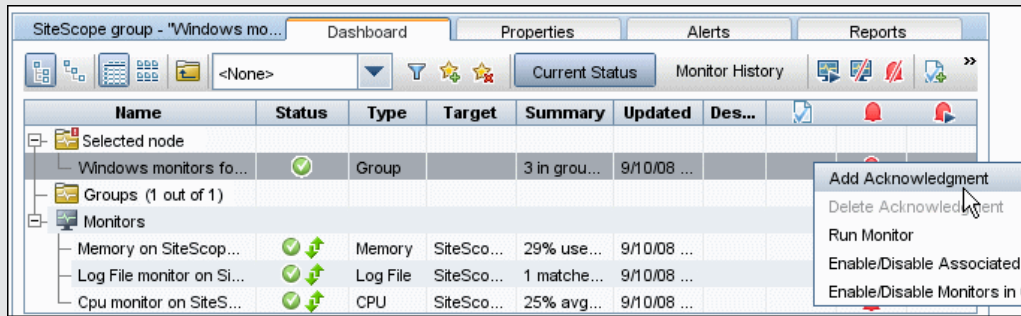 SiteScope group - "Windows mo... Dashboard Properties Alerts Reports
<None> Current Status Monitor History »
Name Status Type Target Summary Updated Des...
Selected node
Windows monitors fo... Group 3 in grou... 9/10/08 ...
Add Acknowledgment
Groups (1 out of 1)
Delete Acknowledgment
Monitors
Run Monitor
Memory on SiteScop... Memory SiteSco... 29% use... 9/10/08 ...
Enable/Disable Associated
Log File monitor on Si... Log File SiteSco... 1 matche... 9/10/08 ...
Enable/Disable Monitors in
Cpu monitor on SiteS... CPU SiteSco... 25% avg... 9/10/08 ...